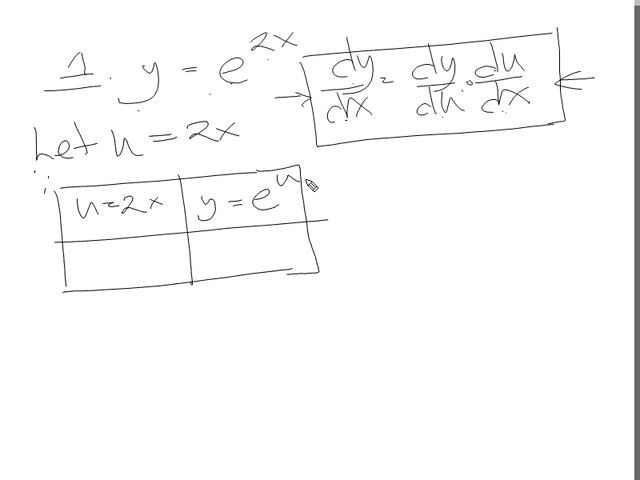 1. y = e^{2x}
dy/dx = dy/du · du/dx
Let u = 2x
∴ u = 2x | y = e^u